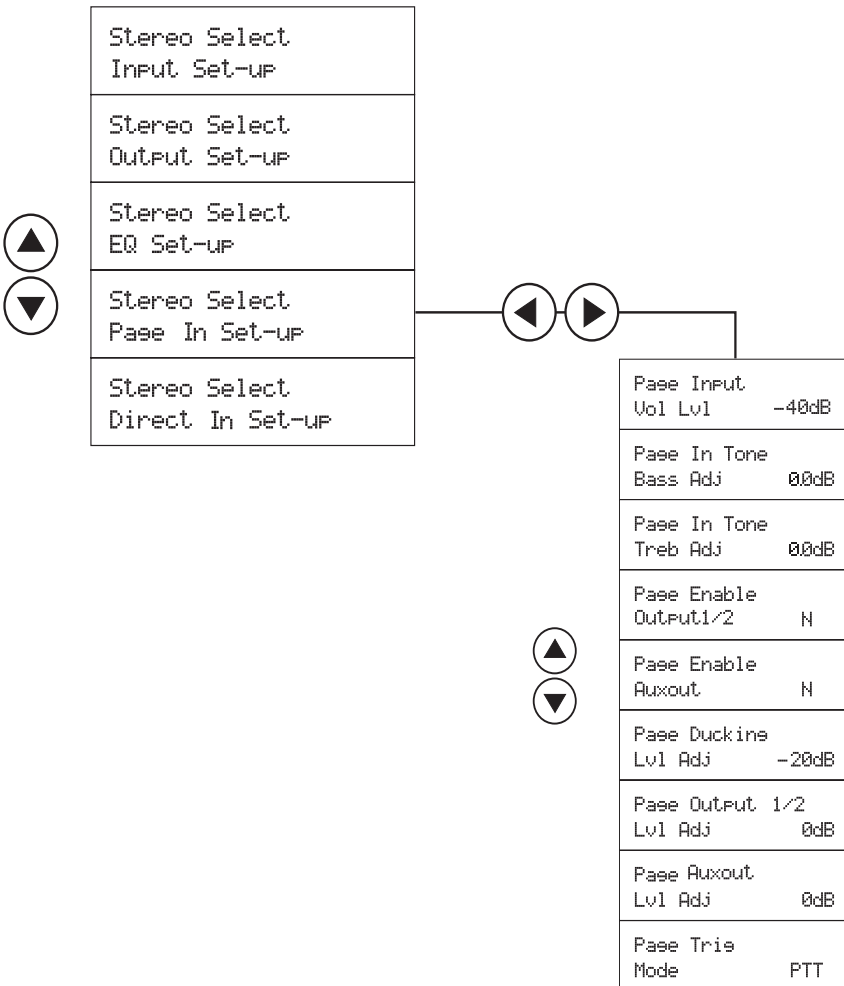 Stereo Select
Input Set-up
Stereo Select
Output Set-up
Stereo Select
EQ Set-up
Stereo Select
Page In Set-up
Stereo Select
Direct In Set-up
Page Input
Vol Lvl -40dB
Page In Tone
Bass Adj 0.0dB
Page In Tone
Treb Adj 0.0dB
Page Enable
Output1/2 N
Page Enable
Auxout N
Page Ducking
Lvl Adj -20dB
Page Output 1/2
Lvl Adj 0dB
Page Auxout
Lvl Adj 0dB
Page Trig
Mode PTT